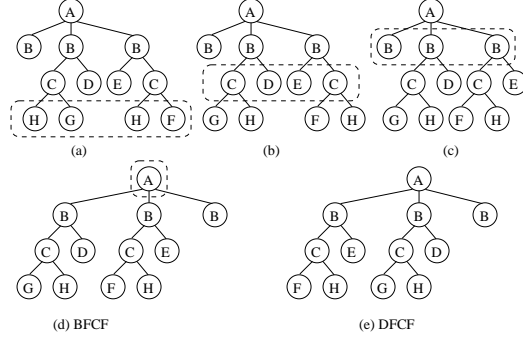 A A A
B B B B B B B B B
C D E C C D E C C D C E
H G H F G H F H G H F H
(a) (b) (c)
A A
B B B B B B
C D C E C E C D
G H F H F H G H
(d) BFCF (e) DFCF